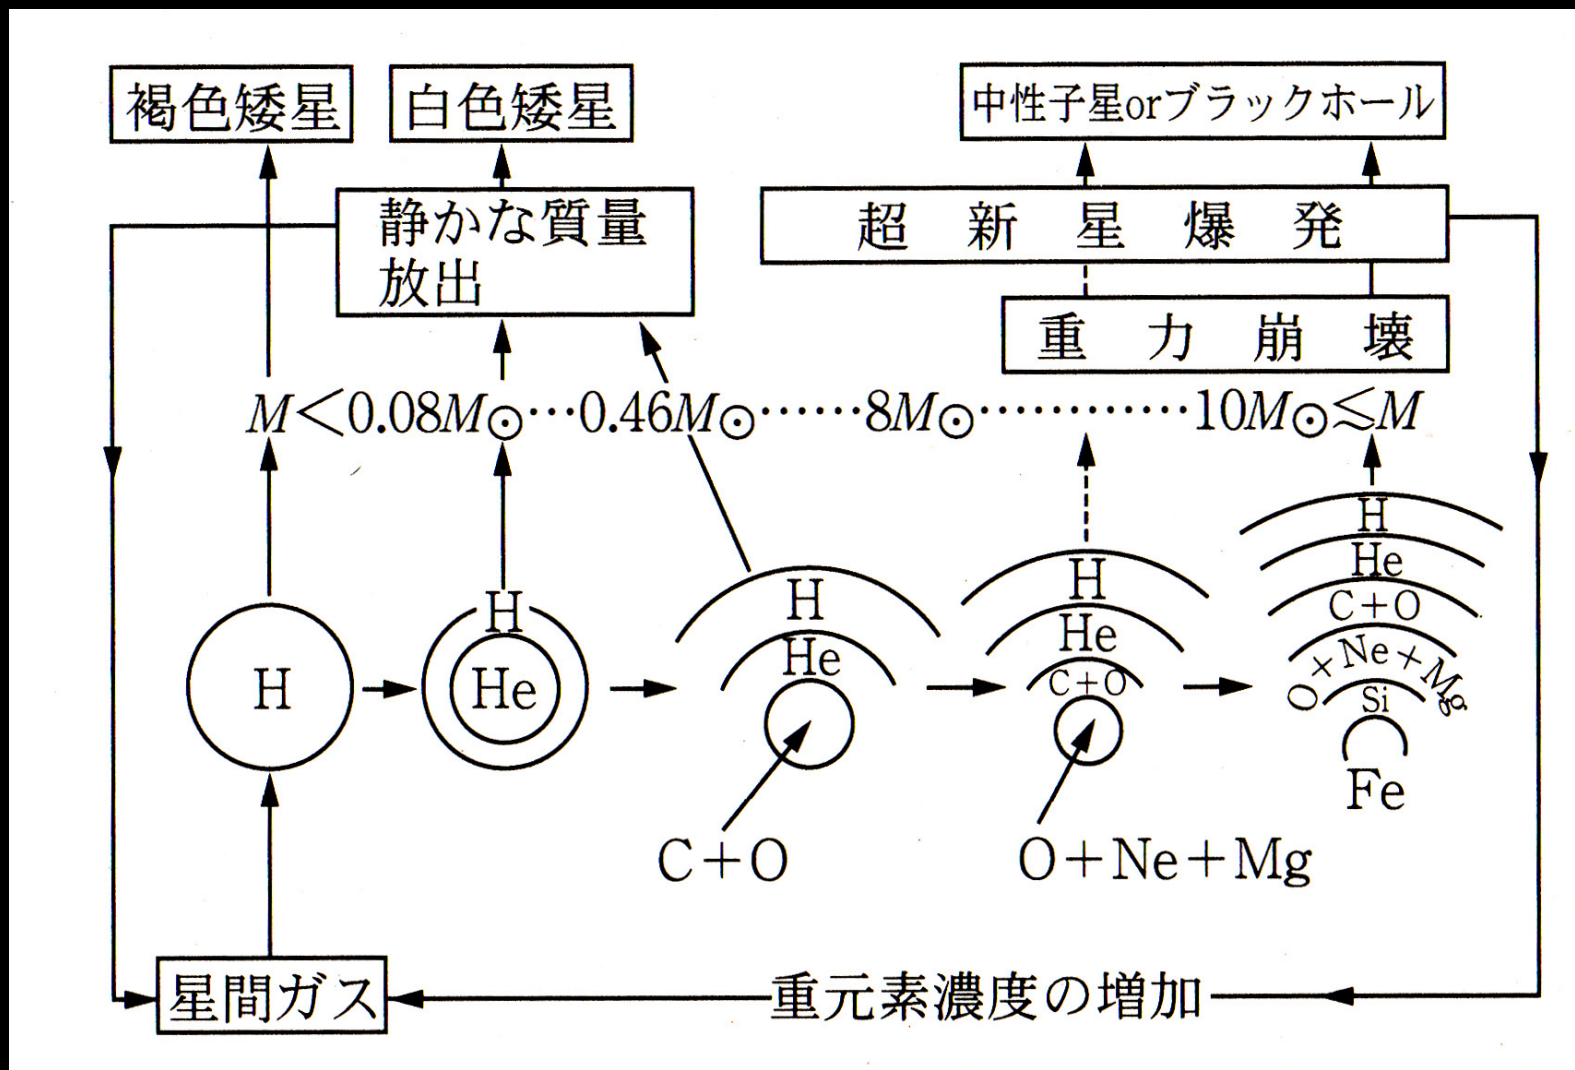 褐色矮星
白色矮星
中性子星orブラックホール
静かな質量
放出
超新星爆発
重力崩壊
M<0.08M⊙…0.46M⊙……8M⊙…………10M⊙≲M
H
H
He
H
He
C+O
H
He
C+O
O+Ne+Mg
H
He
C+O
O+Ne+Mg
Si
Fe
星間ガス
重元素濃度の増加